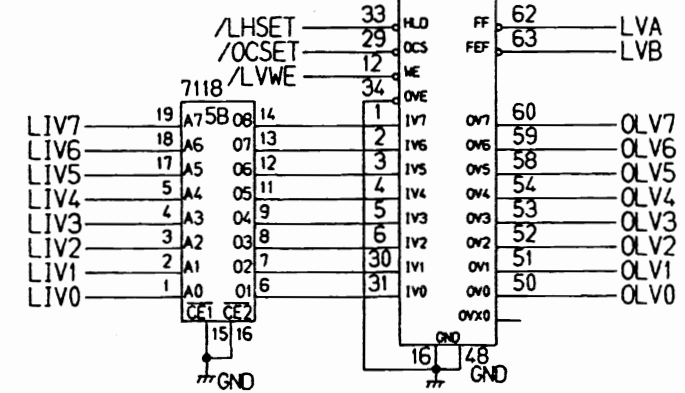 /LHSET 33 HLD FF 62 LVA
/OCSET 29 OCS FEF 63 LVB
/LVWE 12 WE
7118 34 OVE
LIV7 19 A7 5B O8 14 1 IV7 OV7 60 OLV7
LIV6 18 A6 O7 13 2 IV6 OV6 59 OLV6
LIV5 17 A5 O6 12 3 IV5 OV5 58 OLV5
LIV4 5 A4 O5 11 4 IV4 OV4 54 OLV4
LIV3 4 A3 O4 9 5 IV3 OV3 53 OLV3
LIV2 3 A2 O3 8 6 IV2 OV2 52 OLV2
LIV1 2 A1 O2 7 30 IV1 OV1 51 OLV1
LIV0 1 A0 O1 6 31 IV0 OV0 50 OLV0
CE1 CE2 OVX0
15 16 GND
16 48
GND GND